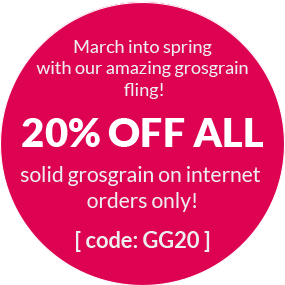 March into spring
with our amazing grosgrain
fling!
20% OFF ALL
solid grosgrain on internet
orders only!
[ code: GG20 ]